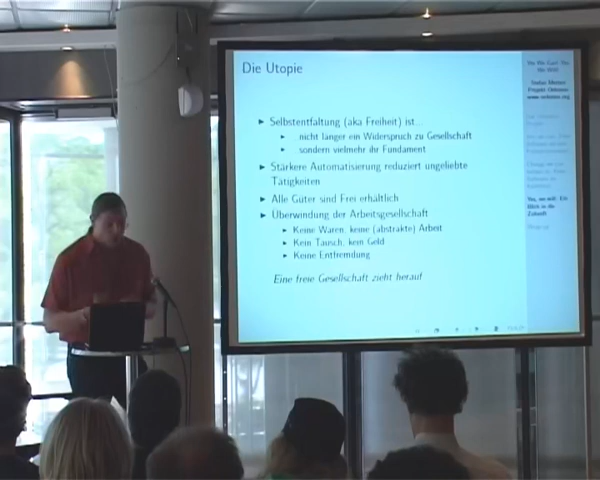 Die Utopie
► Selbstentfaltung (aka Freiheit) ist...
► nicht länger ein Widerspruch zu Gesellschaft
► sondern vielmehr ihr Fundament
► Stärkere Automatisierung reduziert ungeliebte
Tätigkeiten
► Alle Güter sind Frei erhältlich
► Überwindung der Arbeitsgesellschaft
► Keine Waren, keine (abstrakte) Arbeit
► Kein Tausch, kein Geld
► Keine Entfremdung
Eine freie Gesellschaft zieht herauf
Stefan Merten
Projekt Oekonux
www.oekonux.org
Zukunft